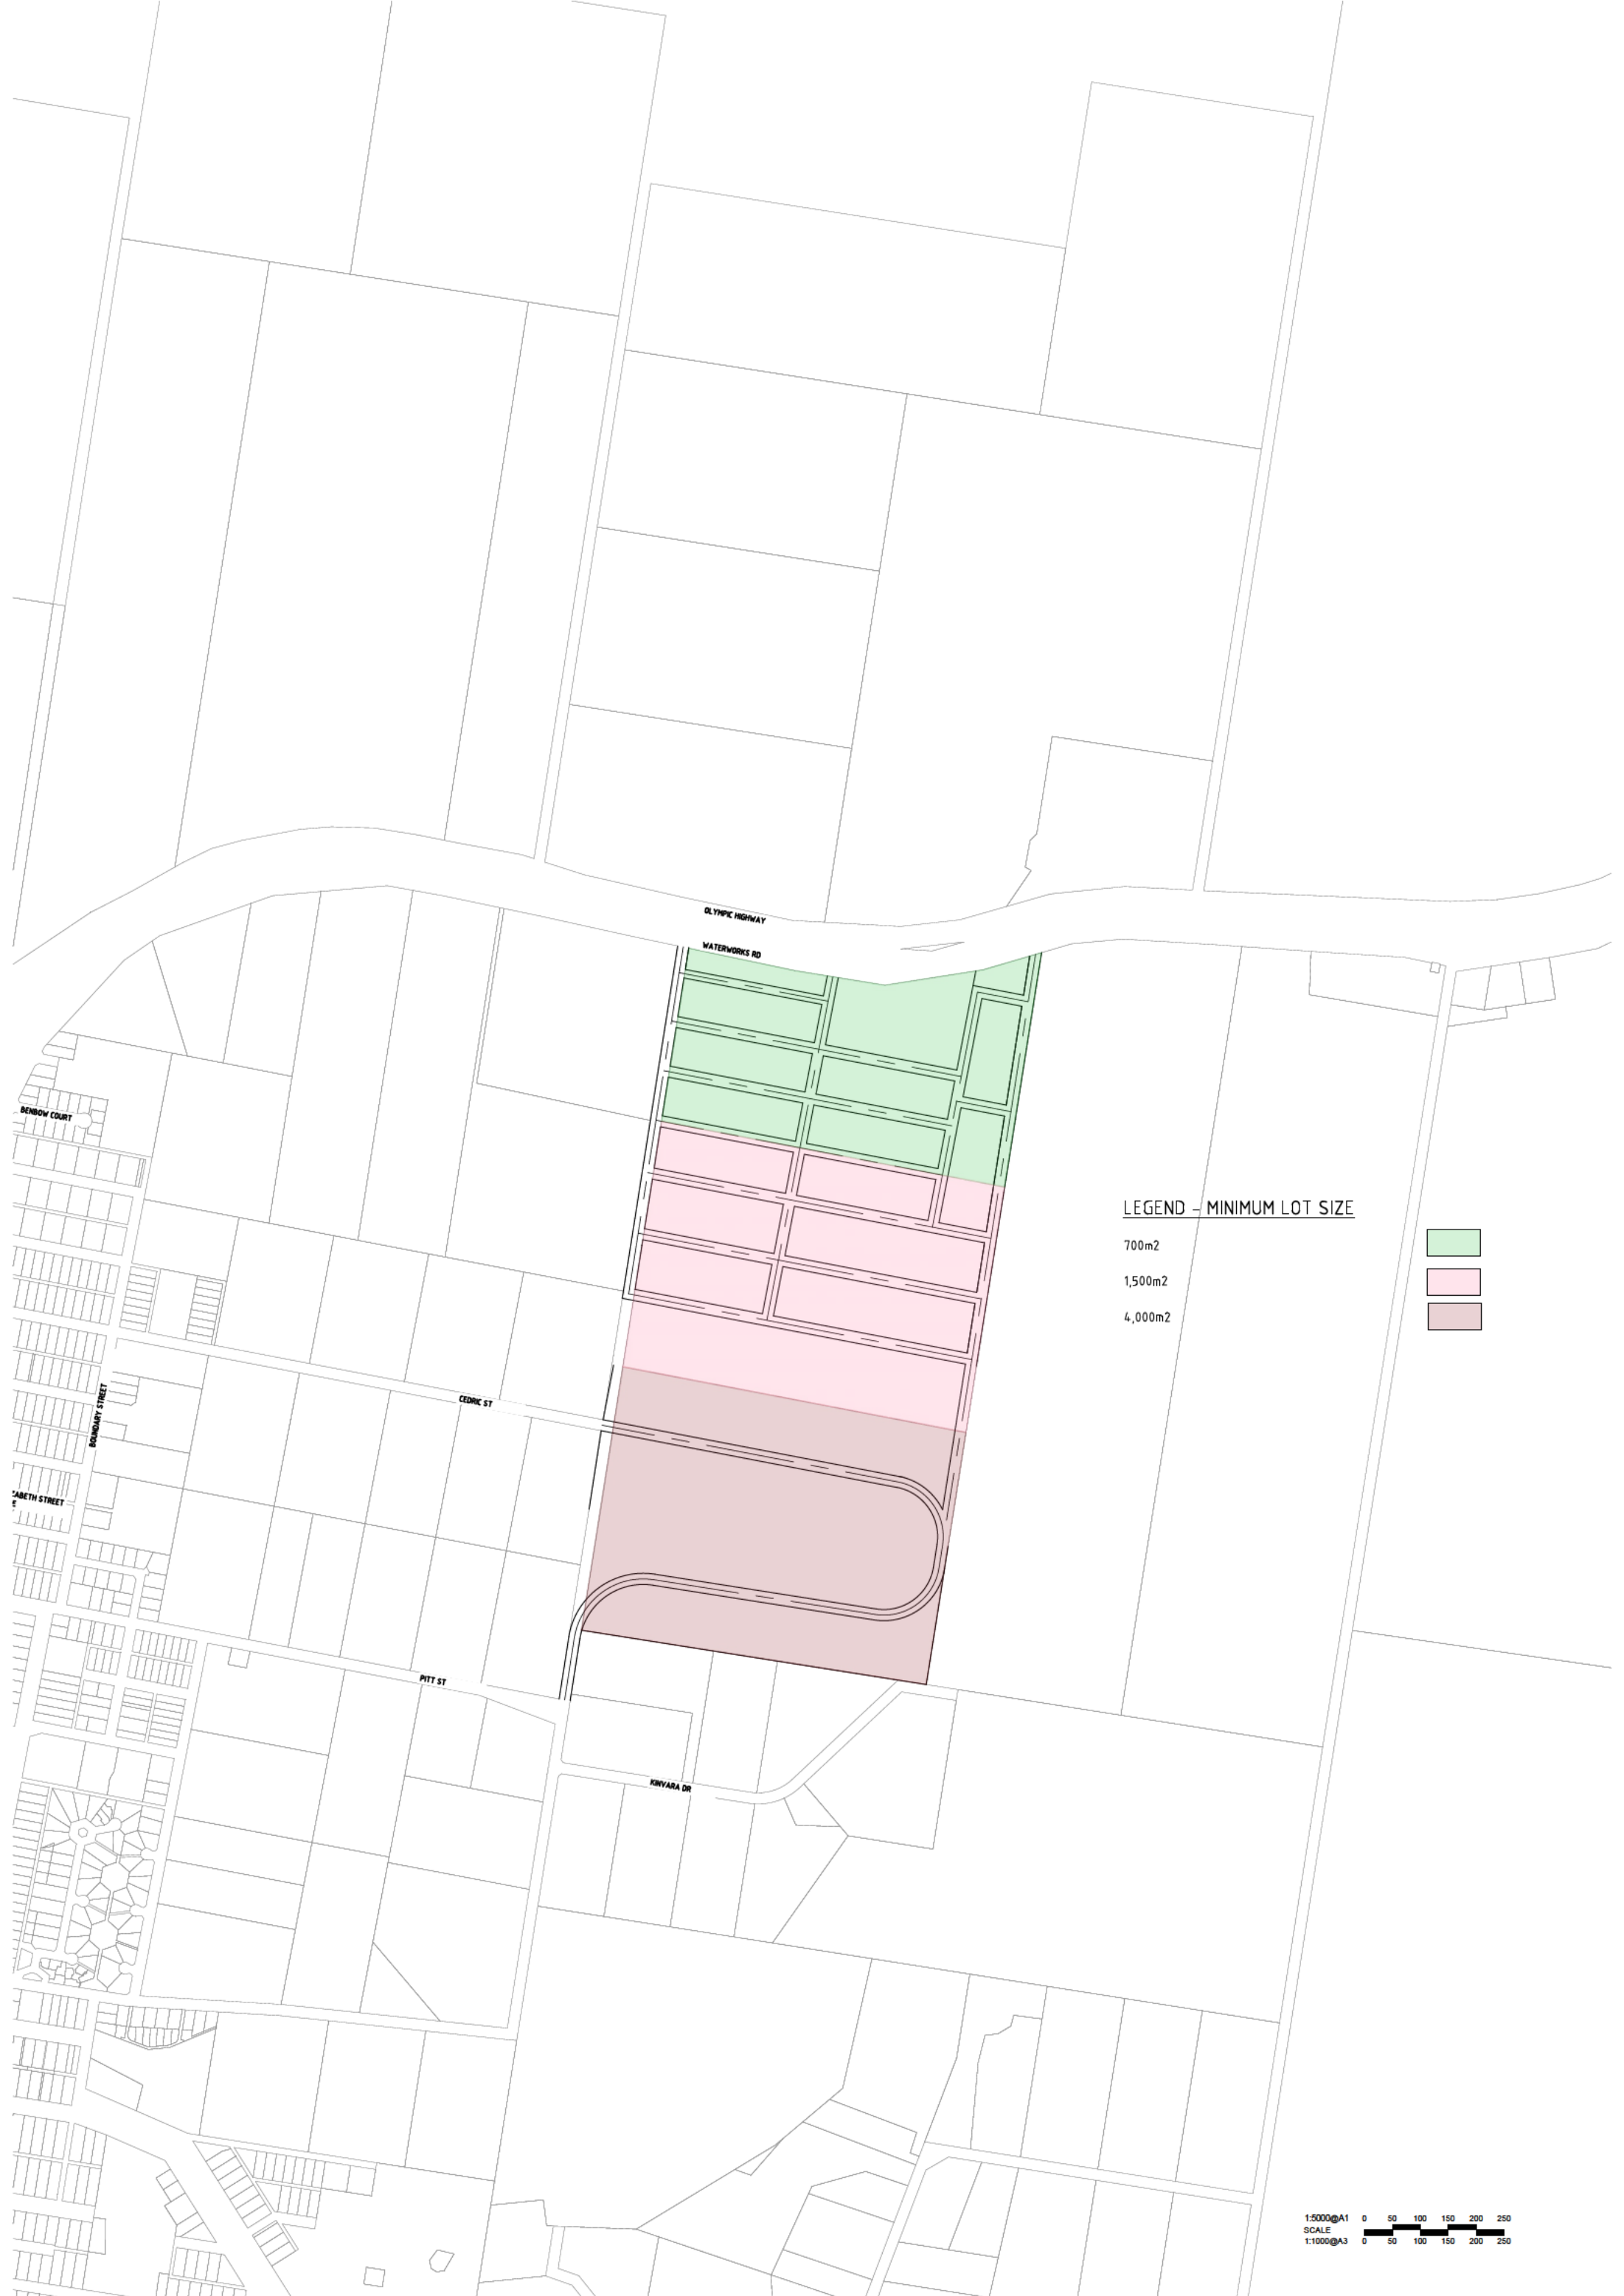 OLYMPIC HIGHWAY
WATERWORKS RD
BENBOW COURT
LEGEND - MINIMUM LOT SIZE
700m2
1,500m2
4,000m2
CEDRIC ST
BOUNDARY STREET
ZABETH STREET
PITT ST
KINVARA DR
1:5000@A1 0 50 100 150 200 250
SCALE
1:1000@A3 0 50 100 150 200 250